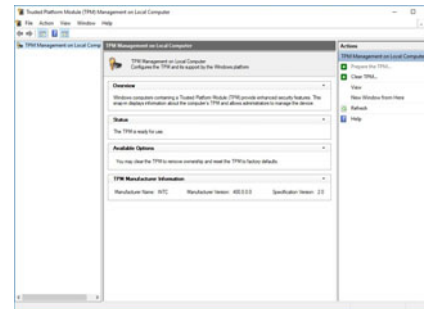 Trusted Platform Module (TPM) Management on Local Computer
File Action View Window Help
TPM Management on Local Comp
TPM Management on Local Computer
TPM Management on Local Computer
Configures the TPM and its support by the Windows platform
Overview
Windows computers containing a Trusted Platform Module (TPM) provide enhanced security features. This
snap-in displays information about the computer's TPM and allows administrators to manage the device.
Status
The TPM is ready for use.
Available Options
You may clear the TPM to remove ownership and reset the TPM to factory defaults.
TPM Manufacturer Information
Manufacturer Name: INTC Manufacturer Version: 403.0.0.0 Specification Version: 2.0
Actions
TPM Management on Local Computer
Prepare the TPM...
Clear TPM...
View
New Window from Here
Refresh
Help